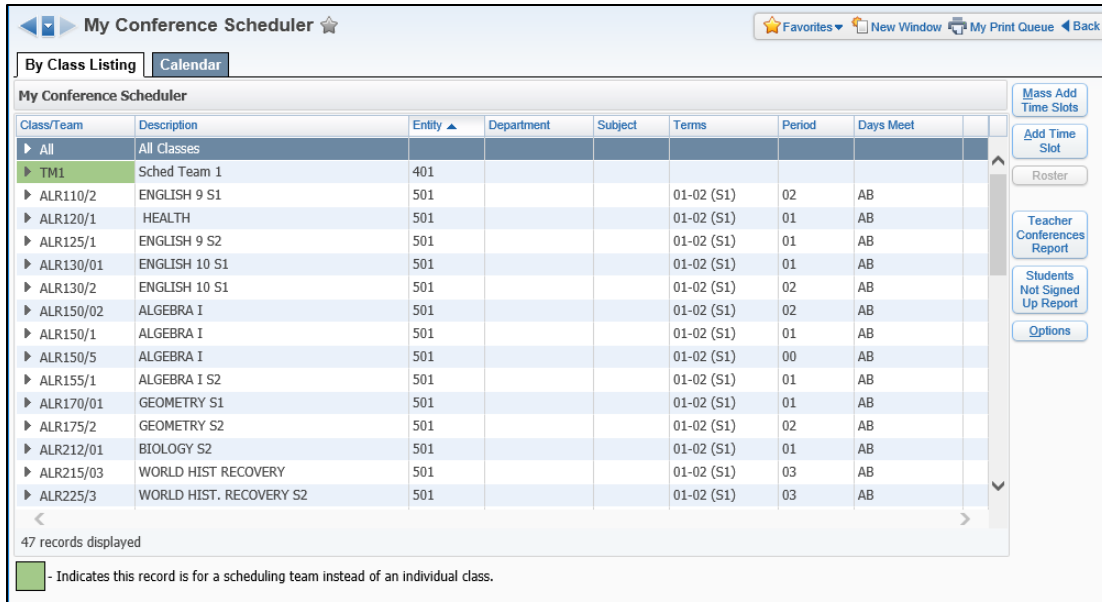 My Conference Scheduler
Favorites New Window My Print Queue Back
By Class Listing Calendar
My Conference Scheduler
Class/Team Description Entity Department Subject Terms Period Days Meet
All All Classes
TM1 Sched Team 1 401
ALR110/2 ENGLISH 9 S1 501 01-02 (S1) 02 AB
ALR120/1 HEALTH 501 01-02 (S1) 01 AB
ALR125/1 ENGLISH 9 S2 501 01-02 (S1) 01 AB
ALR130/01 ENGLISH 10 S1 501 01-02 (S1) 01 AB
ALR130/2 ENGLISH 10 S1 501 01-02 (S1) 02 AB
ALR150/02 ALGEBRA I 501 01-02 (S1) 02 AB
ALR150/1 ALGEBRA I 501 01-02 (S1) 01 AB
ALR150/5 ALGEBRA I 501 01-02 (S1) 00 AB
ALR155/1 ALGEBRA I S2 501 01-02 (S1) 01 AB
ALR170/01 GEOMETRY S1 501 01-02 (S1) 01 AB
ALR175/2 GEOMETRY S2 501 01-02 (S1) 02 AB
ALR212/01 BIOLOGY S2 501 01-02 (S1) 01 AB
ALR215/03 WORLD HIST RECOVERY 501 01-02 (S1) 03 AB
ALR225/3 WORLD HIST. RECOVERY S2 501 01-02 (S1) 03 AB
47 records displayed
- Indicates this record is for a scheduling team instead of an individual class.
Mass Add
Time Slots
Add Time
Slot
Roster
Teacher
Conferences
Report
Students
Not Signed
Up Report
Options